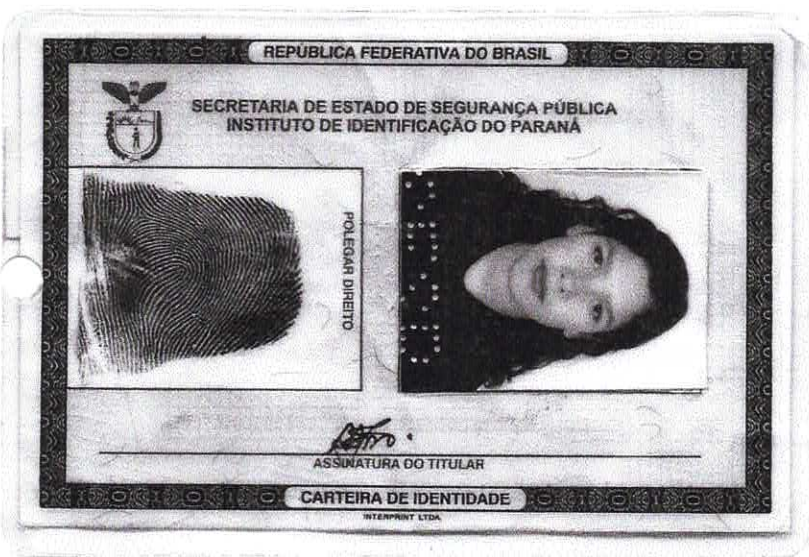 REPÚBLICA FEDERATIVA DO BRASIL
SECRETARIA DE ESTADO DE SEGURANÇA PÚBLICA
INSTITUTO DE IDENTIFICAÇÃO DO PARANÁ
POLEGAR DIREITO
ASSINATURA DO TITULAR
CARTEIRA DE IDENTIDADE
INTERPRINT LTDA.